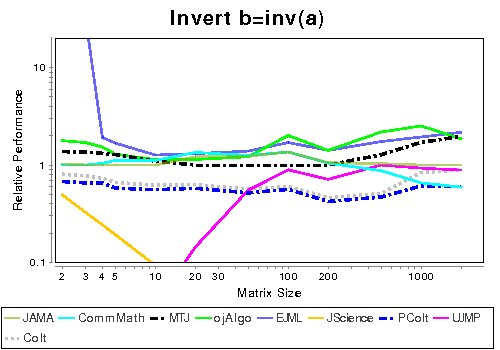 Invert b=inv(a)
10
1
0.1
Relative Performance
2 3 4 5 10 20 30 100 200 1000
Matrix Size
JAMA CommMath MTJ ojAlgo EJML JScience PColt UJMP
Colt